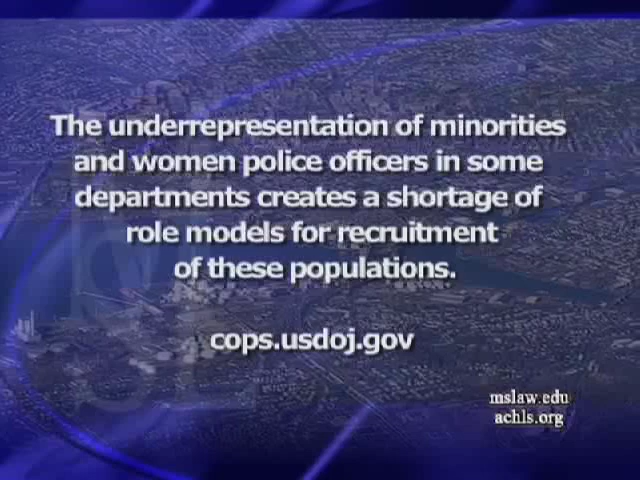 The underrepresentation of minorities
and women police officers in some
departments creates a shortage of
role models for recruitment
of these populations.
cops.usdoj.gov
mslaw.edu
achls.org